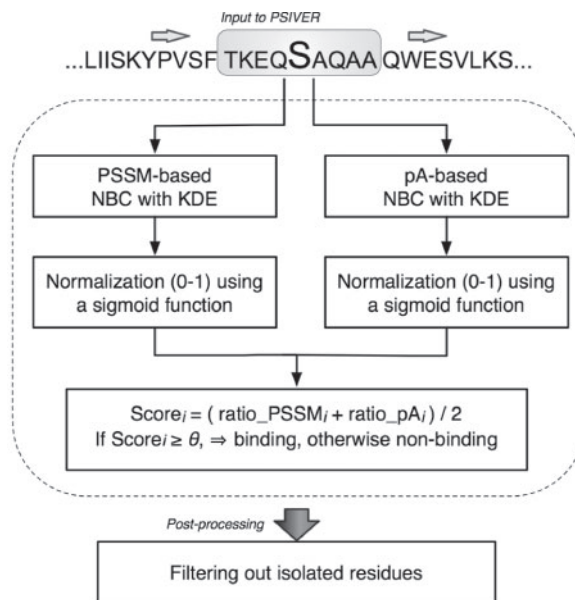 Input to PSIVER
...LIISKYPVSF TKEQSAQAA QWESVLKS...
PSSM-based
NBC with KDE
pA-based
NBC with KDE
Normalization (0-1) using
a sigmoid function
Normalization (0-1) using
a sigmoid function
Scoreᵢ = ( ratio_PSSMᵢ + ratio_pAᵢ ) / 2
If Scoreᵢ ≥ θ, ⇒ binding, otherwise non-binding
Post-processing
Filtering out isolated residues